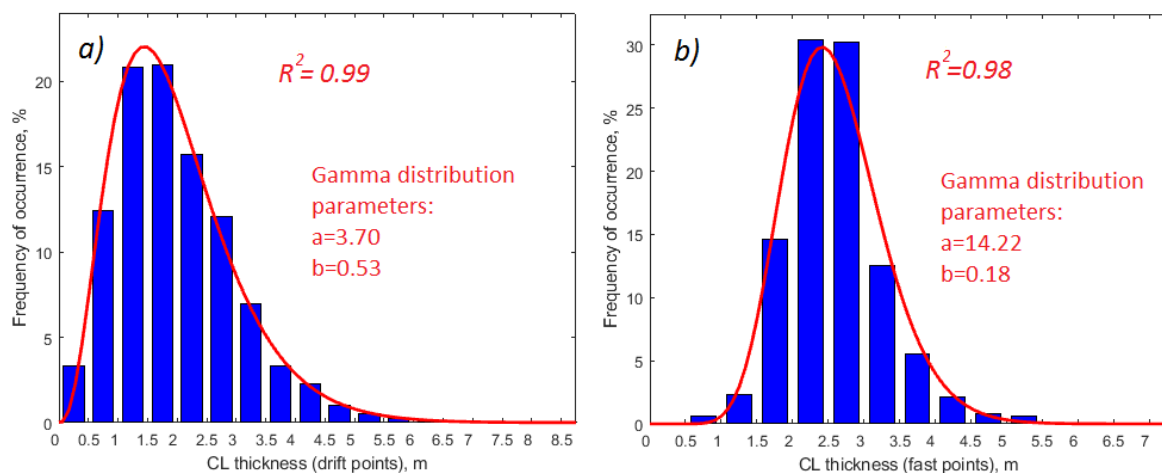 a)
R²= 0.99
Gamma distribution
parameters:
a=3.70
b=0.53
Frequency of occurrence, %
20
15
10
5
0
0 0.5 1 1.5 2 2.5 3 3.5 4 4.5 5 5.5 6 6.5 7 7.5 8 8.5
CL thickness (drift points), m
b)
R²=0.98
Gamma distribution
parameters:
a=14.22
b=0.18
Frequency of occurrence, %
30
25
20
15
10
5
0
0 0.5 1 1.5 2 2.5 3 3.5 4 4.5 5 5.5 6 6.5 7
CL thickness (fast points), m